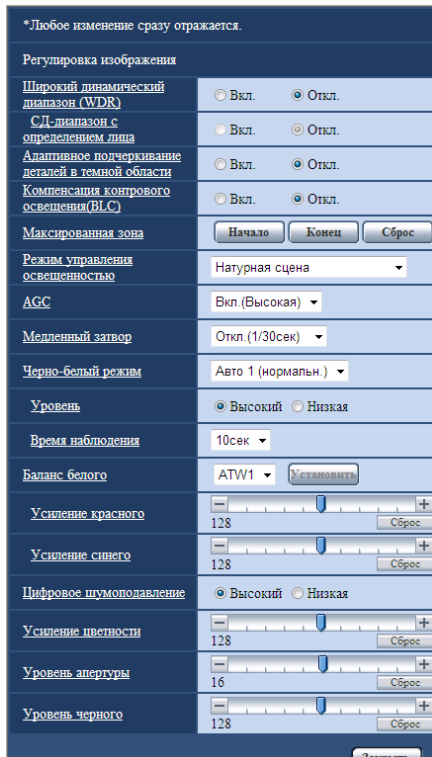 *Любое изменение сразу отражается.
Регулировка изображения
Широкий динамический
диапазон (WDR)
Вкл. Откл.
СД-диапазон с
определением лица
Вкл. Откл.
Адаптивное подчеркивание
деталей в темной области
Вкл. Откл.
Компенсация контрового
освещения(BLC)
Вкл. Откл.
Максированная зона
Начало Конец Сброс
Режим управления
освещенностью
Натурная сцена
AGC
Вкл.(Высокая)
Медленный затвор
Откл.(1/30сек)
Черно-белый режим
Авто 1 (нормальн.)
Уровень
Высокий Низкая
Время наблюдения
10сек
Баланс белого
ATW1 Установить
Усиление красного
128 Сброс
Усиление синего
128 Сброс
Цифровое шумоподавление
Высокий Низкая
Усиление цветности
128 Сброс
Уровень апертуры
16 Сброс
Уровень черного
128 Сброс